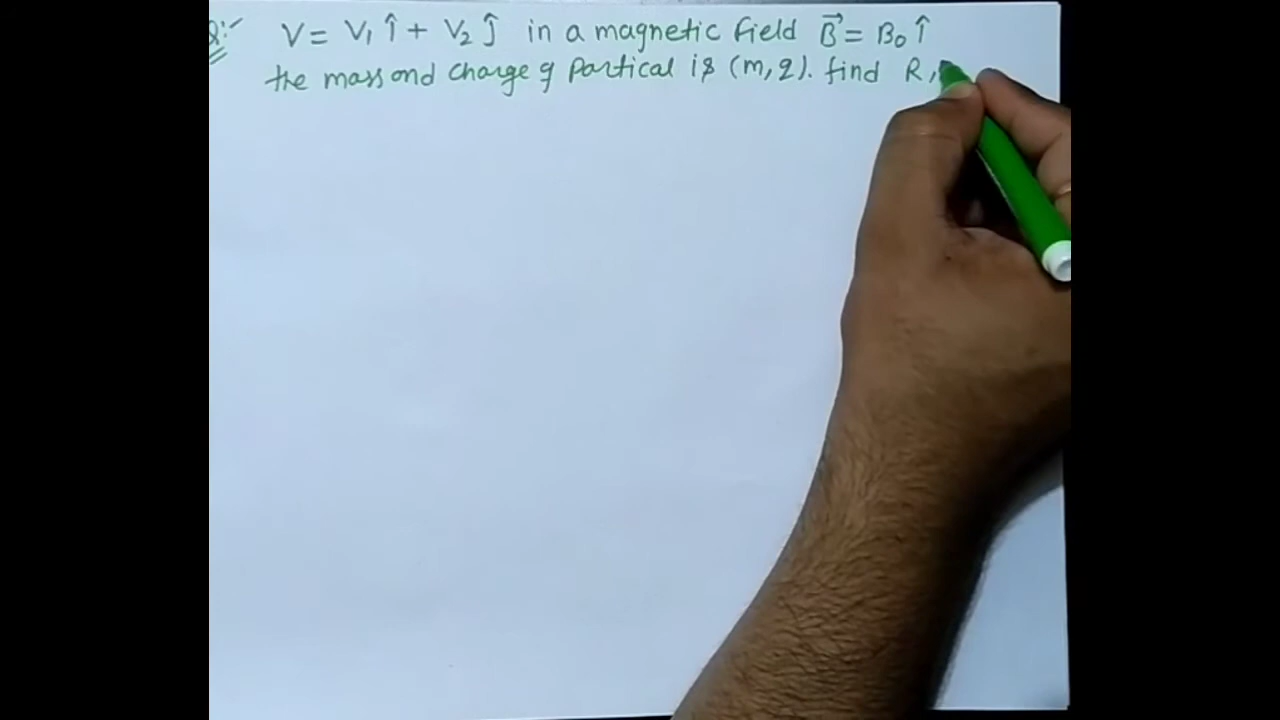 Q:- V = V₁ î + V₂ ĵ in a magnetic field B⃗ = B₀ î
the mass and charge of partical is (m, q). find R,